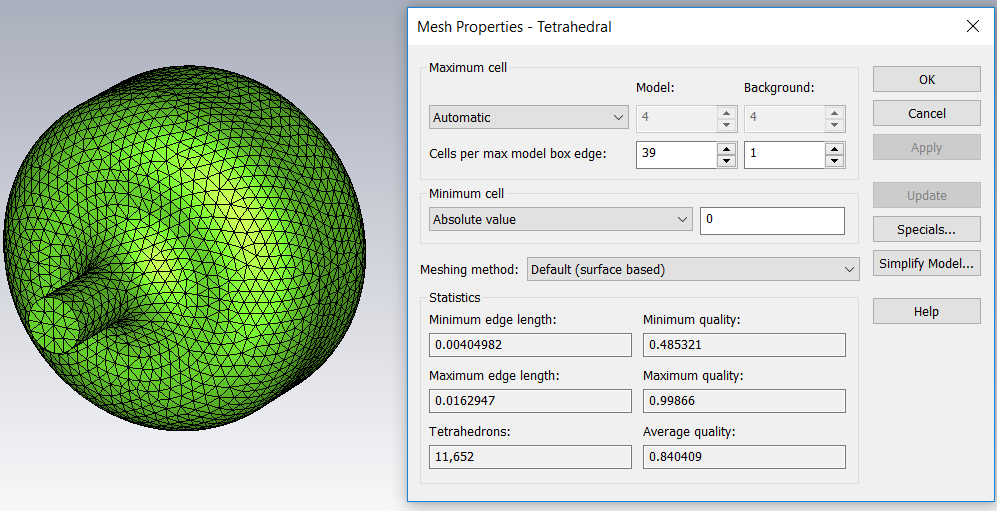 Mesh Properties - Tetrahedral
Maximum cell
Model: Background:
Automatic 4 4
Cells per max model box edge: 39 1
Minimum cell
Absolute value 0
Meshing method: Default (surface based)
Statistics
Minimum edge length: Minimum quality:
0.00404982 0.485321
Maximum edge length: Maximum quality:
0.0162947 0.99866
Tetrahedrons: Average quality:
11,652 0.840409
OK
Cancel
Apply
Update
Specials...
Simplify Model...
Help